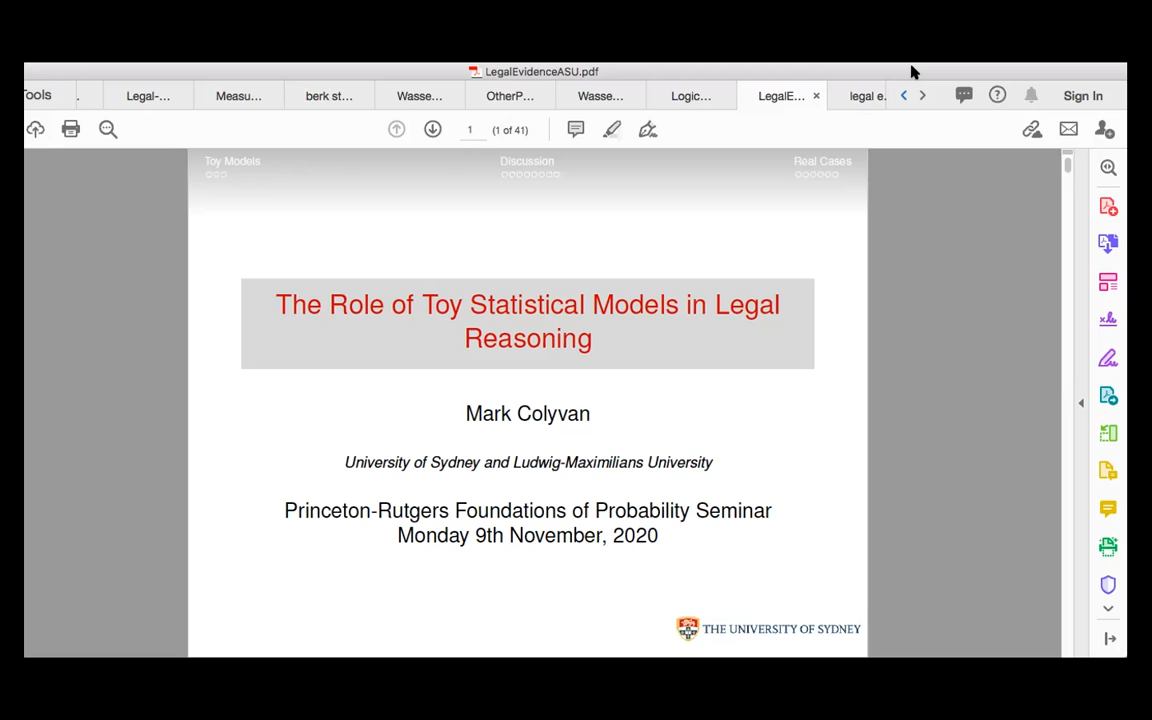 LegalEvidenceASU.pdf
ools
.
Legal-...
Measu...
berk st...
Wasse...
OtherP...
Wasse...
Logic...
LegalE...
legal e.
Sign In
1 (1 of 41)
Toy Models
Discussion
Real Cases
The Role of Toy Statistical Models in Legal
Reasoning
Mark Colyvan
University of Sydney and Ludwig-Maximilians University
Princeton-Rutgers Foundations of Probability Seminar
Monday 9th November, 2020
THE UNIVERSITY OF SYDNEY